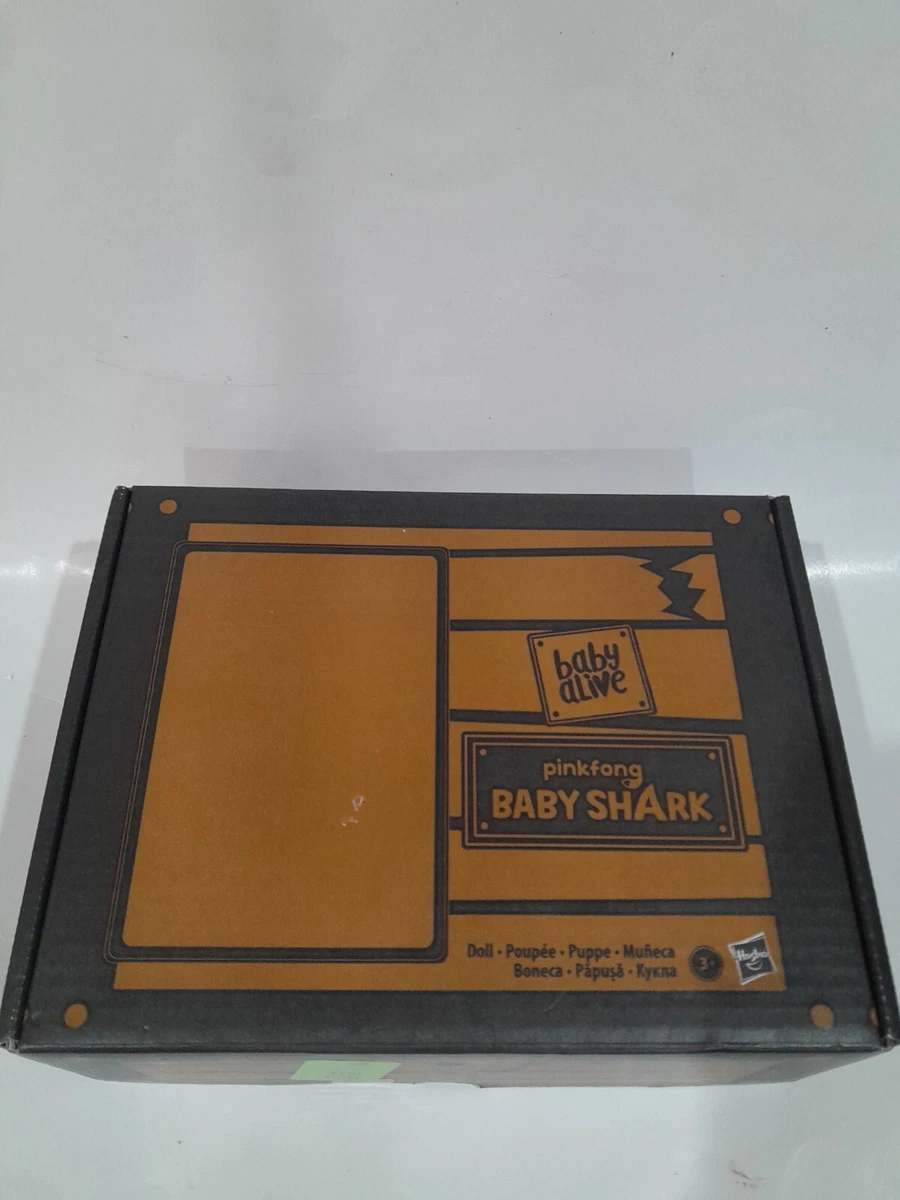 baby
alive
pinkfong
BABY SHARK
Doll • Poupée • Puppe • Muñeca
Boneca • Păpușă • Кукла
3+
Hasbro